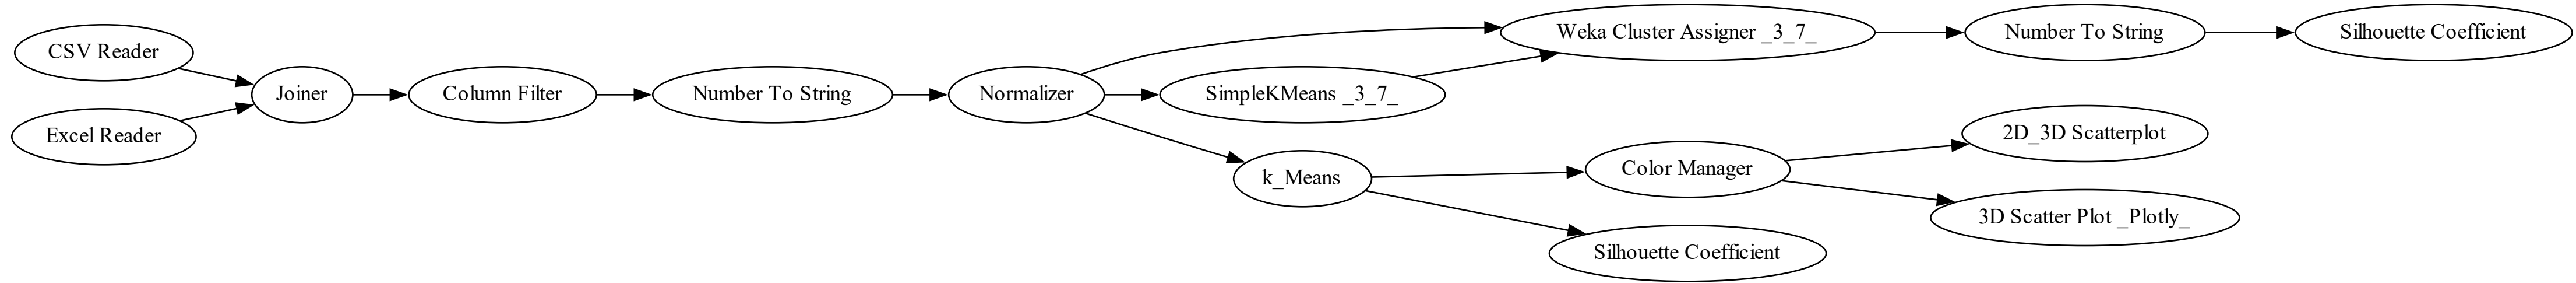 CSV Reader
Excel Reader
Joiner
Column Filter
Number To String
Normalizer
SimpleKMeans _3_7_
k_Means
Weka Cluster Assigner _3_7_
Color Manager
Silhouette Coefficient
Number To String
2D_3D Scatterplot
3D Scatter Plot _Plotly_
Silhouette Coefficient